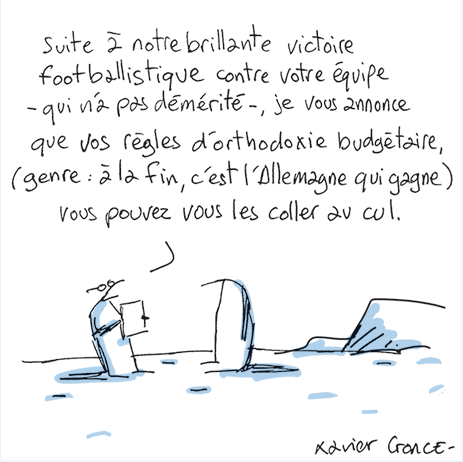 Suite à notre brillante victoire
footballistique contre votre équipe
- qui n'a pas démérité -, je vous annonce
que vos règles d'orthodoxie budgétaire,
(genre : à la fin, c'est l'Allemagne qui gagne)
vous pouvez vous les coller au cul.
Xavier GORCE -